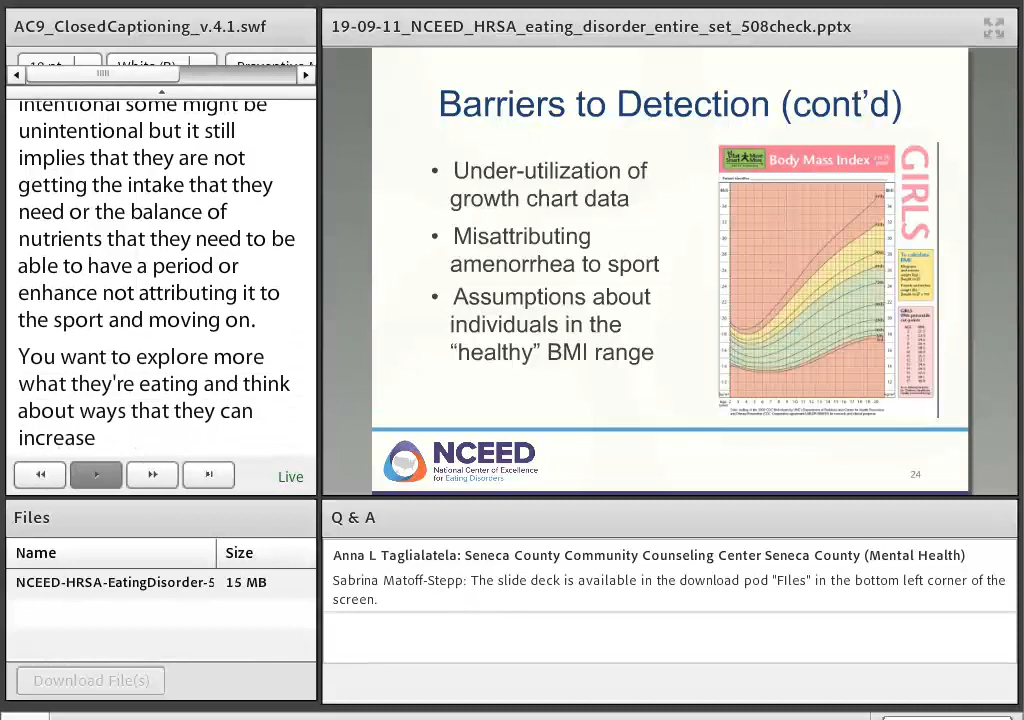 AC9_ClosedCaptioning_v.4.1.swf
intentional some might be
unintentional but it still
implies that they are not
getting the intake that they
need or the balance of
nutrients that they need to be
able to have a period or
enhance not attributing it to
the sport and moving on.
You want to explore more
what they're eating and think
about ways that they can
increase
Live
19-09-11_NCEED_HRSA_eating_disorder_entire_set_508check.pptx
Barriers to Detection (cont'd)
• Under-utilization of
growth chart data
• Misattributing
amenorrhea to sport
• Assumptions about
individuals in the
“healthy” BMI range
Body Mass Index
GIRLS
NCEED
National Center of Excellence
for Eating Disorders
24
Files
Name Size
NCEED-HRSA-EatingDisorder-5 15 MB
Download File(s)
Q & A
Anna L Taglialatela: Seneca County Community Counseling Center Seneca County (Mental Health)
Sabrina Matoff-Stepp: The slide deck is available in the download pod "FIles" in the bottom left corner of the
screen.